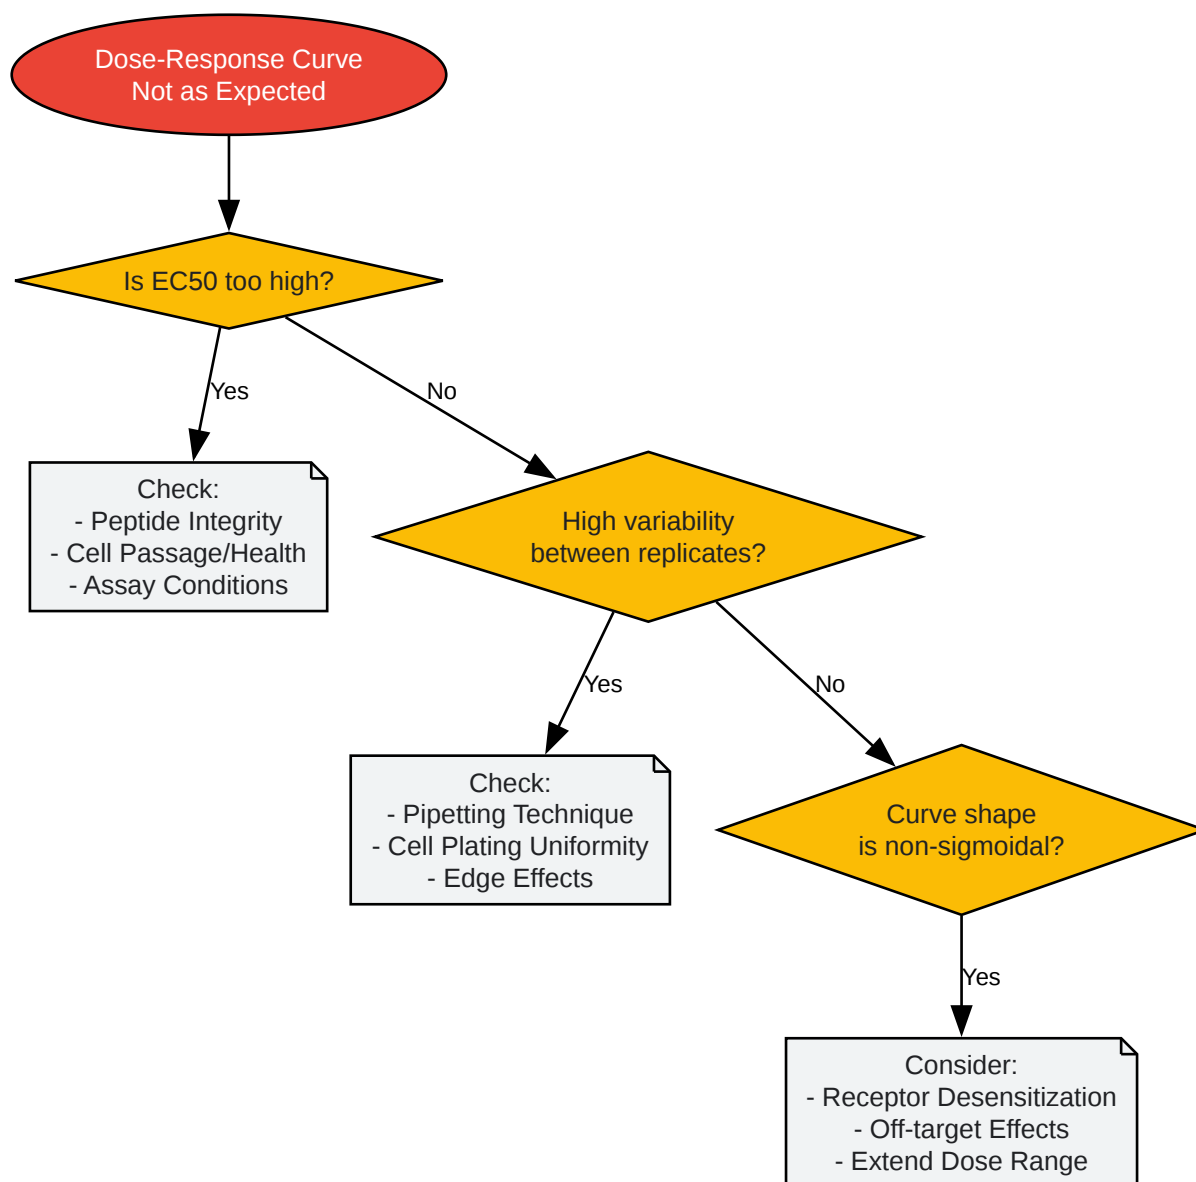 Dose-Response Curve
Not as Expected
Is EC50 too high?
Yes
No
Check:
- Peptide Integrity
- Cell Passage/Health
- Assay Conditions
High variability
between replicates?
Yes
No
Check:
- Pipetting Technique
- Cell Plating Uniformity
- Edge Effects
Curve shape
is non-sigmoidal?
Yes
Consider:
- Receptor Desensitization
- Off-target Effects
- Extend Dose Range